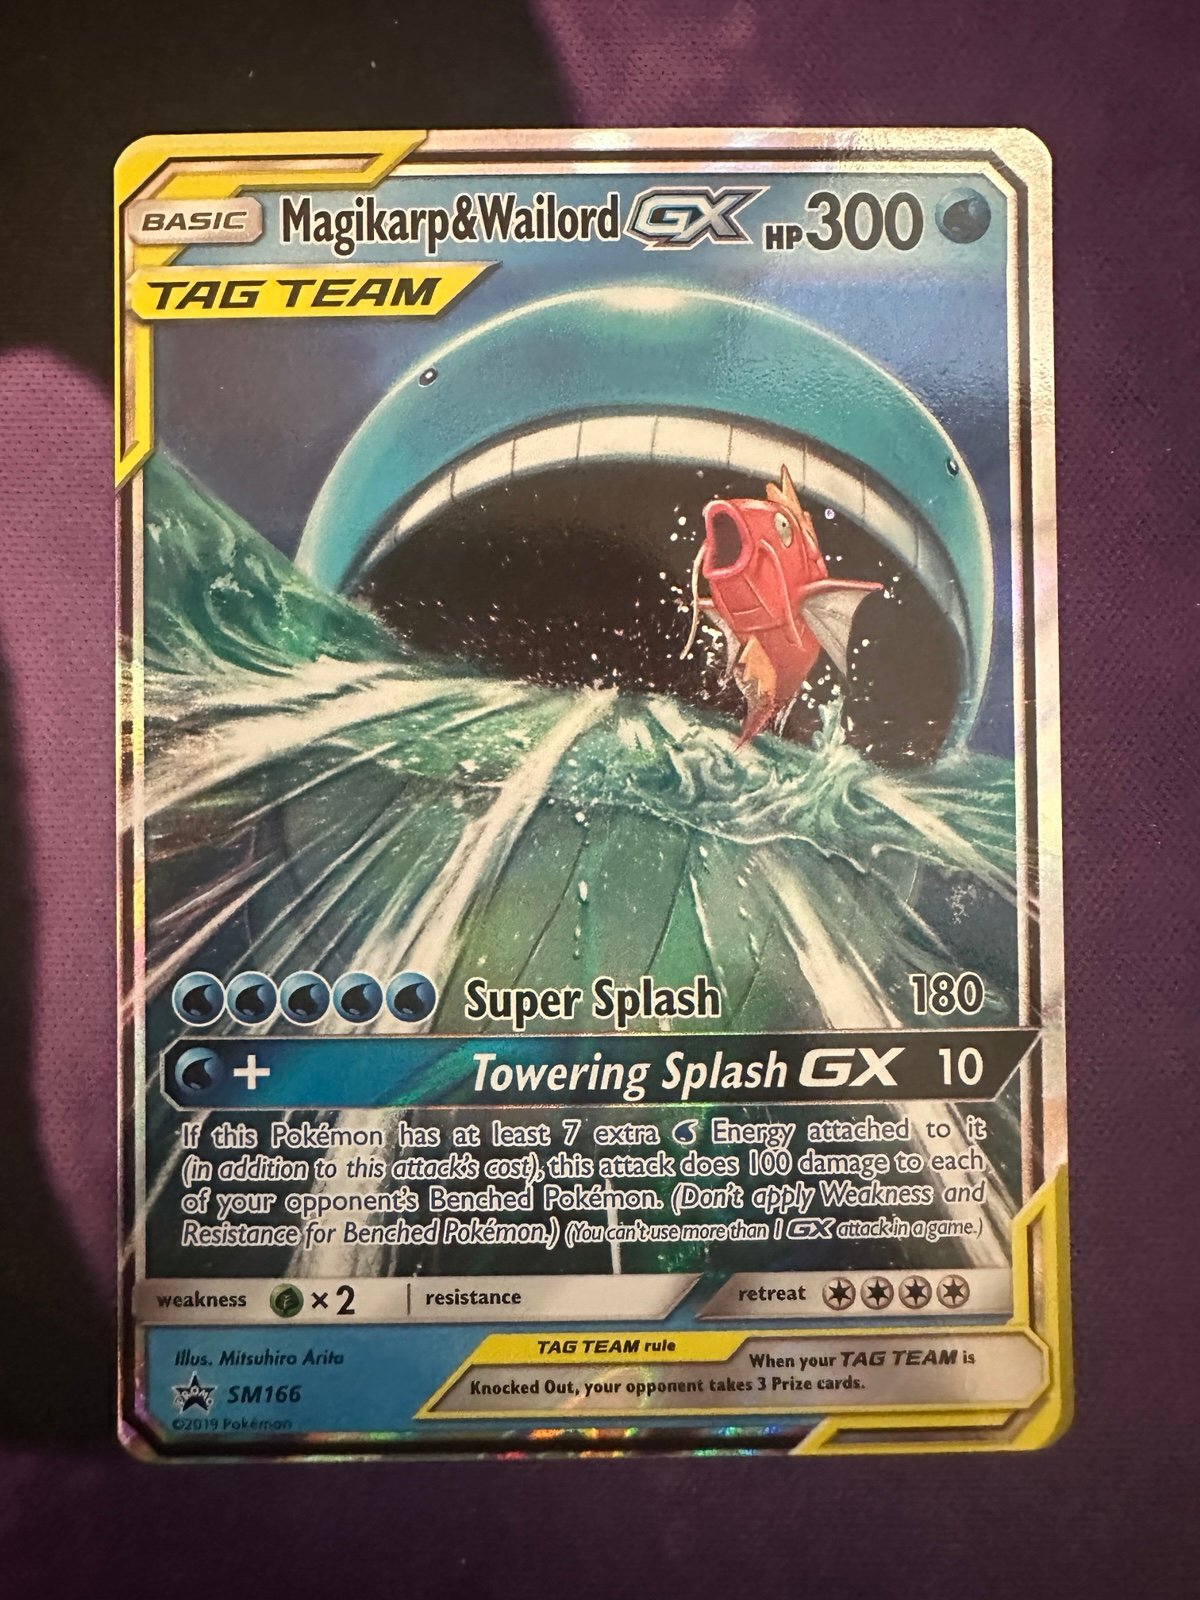 BASIC Magikarp&Wailord GX HP300
TAG TEAM
Super Splash 180
+ Towering Splash GX 10
If this Pokémon has at least 7 extra Energy attached to it
(in addition to this attack's cost), this attack does 100 damage to each
of your opponent's Benched Pokémon. (Don't apply Weakness and
Resistance for Benched Pokémon.) (You can't use more than 1 GX attack in a game.)
weakness ×2 resistance retreat
Illus. Mitsuhiro Arita
TAG TEAM rule
When your TAG TEAM is
Knocked Out, your opponent takes 3 Prize cards.
PROMO SM166
©2019 Pokémon